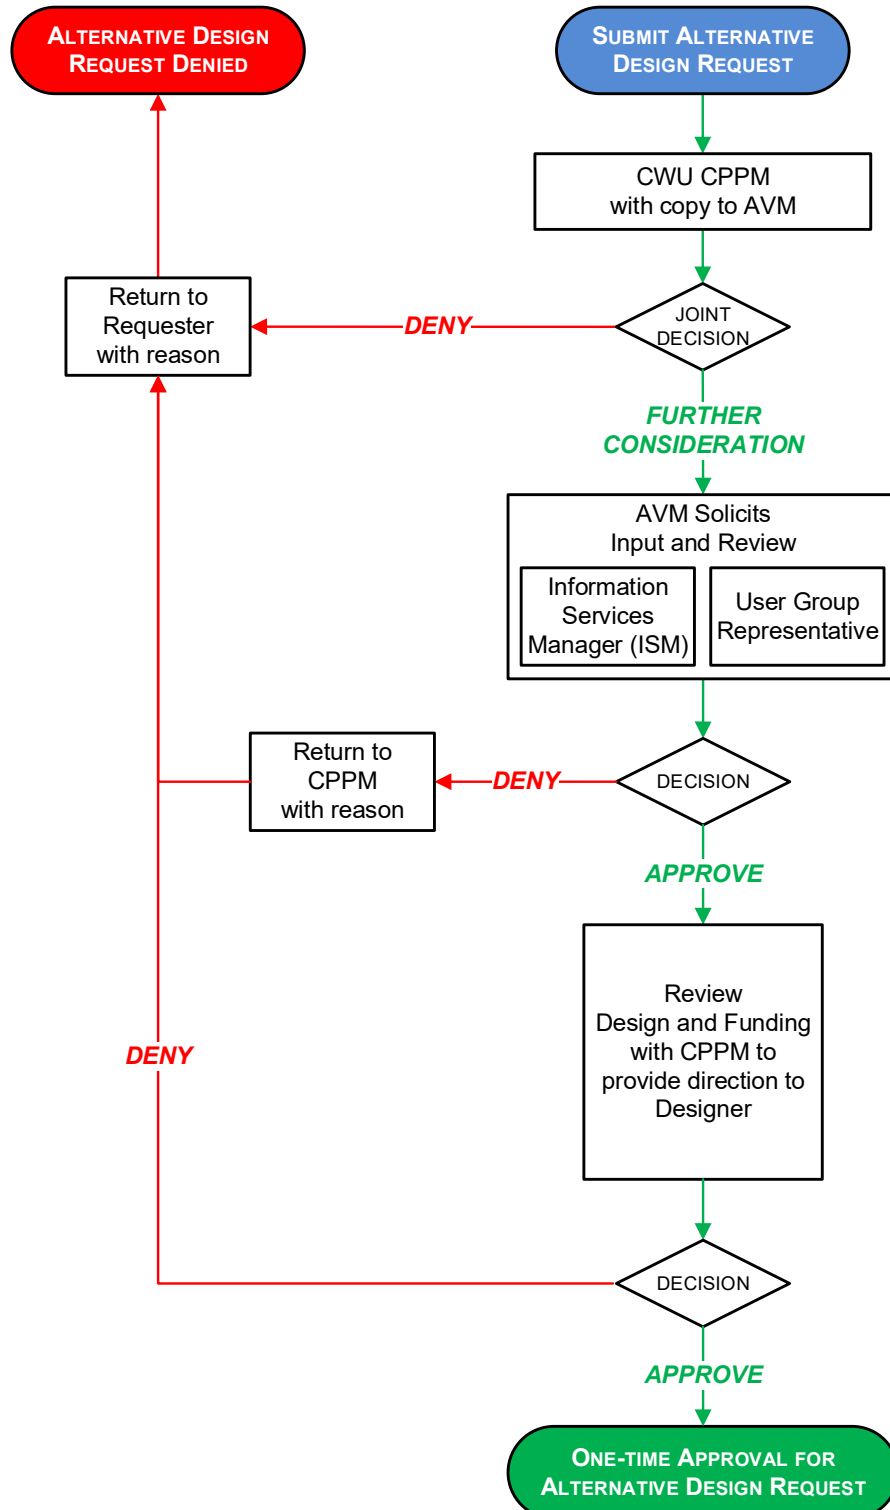 ALTERNATIVE DESIGN
REQUEST DENIED
SUBMIT ALTERNATIVE
DESIGN REQUEST
CWU CPPM
with copy to AVM
Return to
Requester
with reason
DENY
JOINT
DECISION
FURTHER
CONSIDERATION
AVM Solicits
Input and Review
Information
Services
Manager (ISM)
User Group
Representative
Return to
CPPM
with reason
DENY
DECISION
APPROVE
Review
Design and Funding
with CPPM to
provide direction to
Designer
DENY
DECISION
APPROVE
ONE-TIME APPROVAL FOR
ALTERNATIVE DESIGN REQUEST